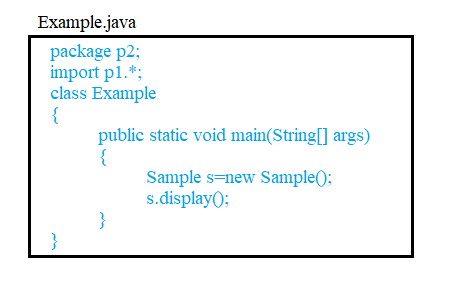 Example.java
package p2;
import p1.*;
class Example
{
public static void main(String[] args)
{
Sample s=new Sample();
s.display();
}
}